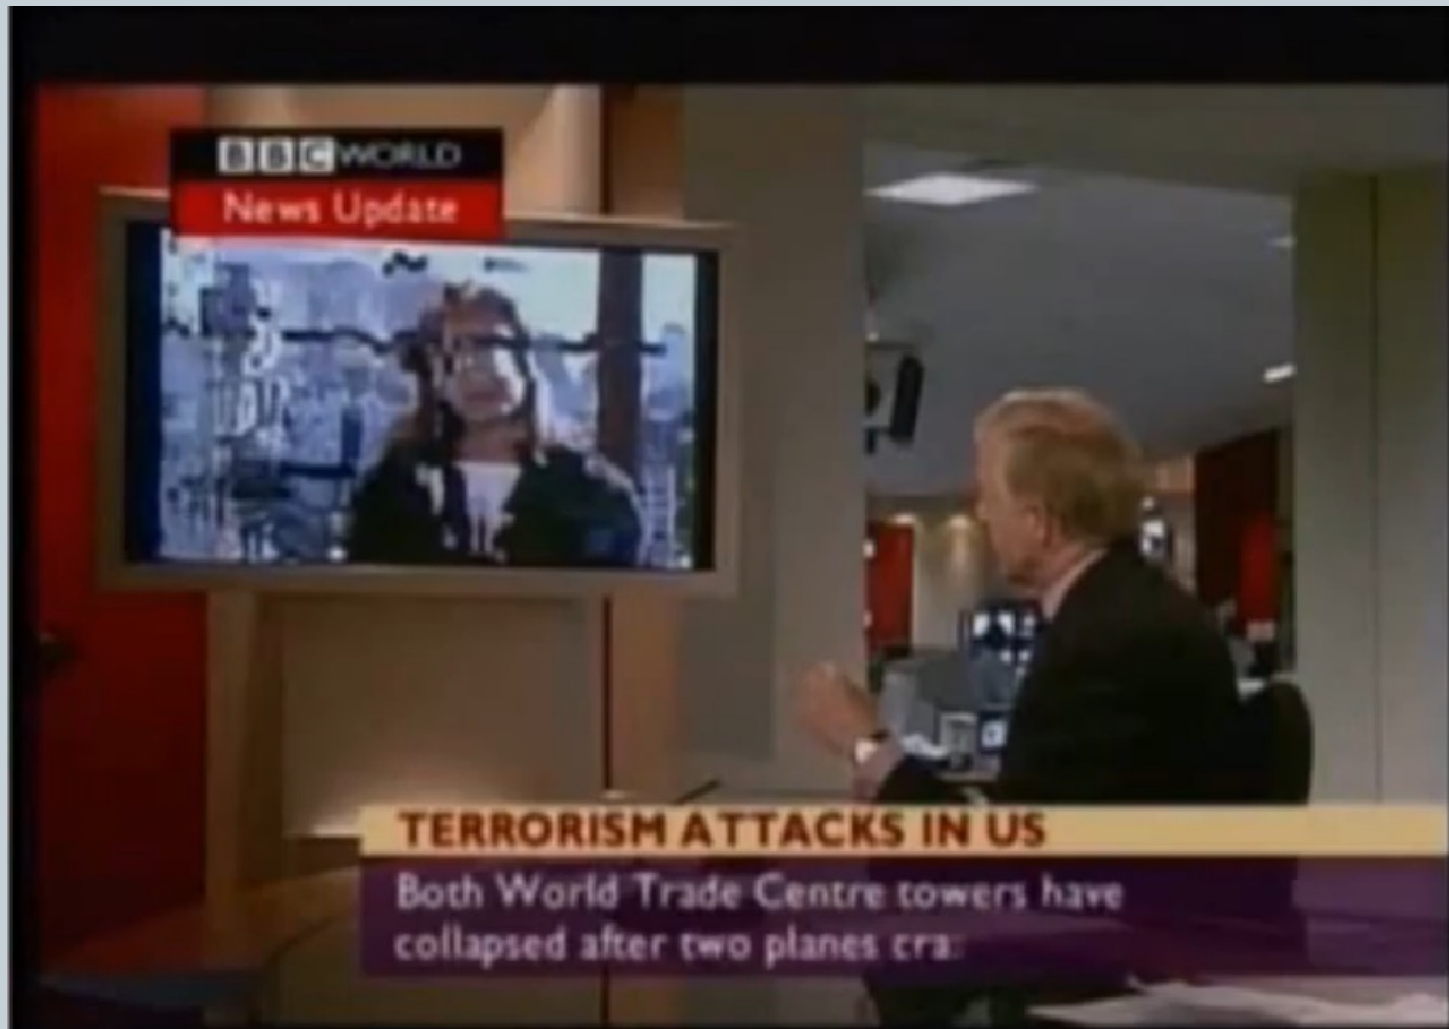 BBC WORLD
News Update
TERRORISM ATTACKS IN US
Both World Trade Centre towers have
collapsed after two planes cra